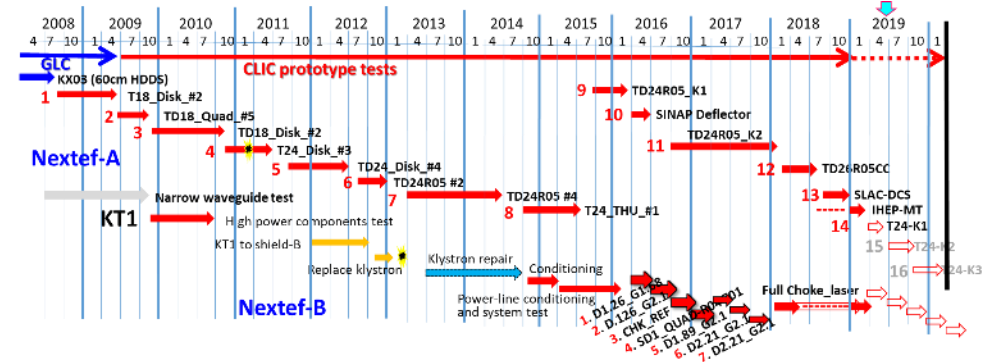 2008 2009 2010 2011 2012 2013 2014 2015 2016 2017 2018 2019
4 7 10 1 4 7 10 1 4 7 10 1 4 7 10 1 4 7 10 1 4 7 10 1 4 7 10 1 4 7 10 1 4 7 10 1 4 7 10 1 4 7 10 1 4 7 10 1
GLC
CLIC prototype tests
KX03 (60cm HDDS)
1 T18_Disk_#2
2 TD18_Quad_#5
3 TD18_Disk_#2
4 T24_Disk_#3
5 TD24_Disk_#4
6 TD24R05 #2
7 TD24R05 #4
8 T24_THU_#1
9 TD24R05_K1
10 SINAP Deflector
11 TD24R05_K2
12 TD26R05CC
13 SLAC-DCS
14 IHEP-MT
T24-K1
15 T24-K2
16 T24-K3
Nextef-A
Narrow waveguide test
KT1
High power components test
KT1 to shield-B
Replace klystron
Klystron repair
Conditioning
Power-line conditioning
and system test
Nextef-B
Full Choke_laser
1. D1.26_G1.68
2. D.126_G2.1
3. CHK_REF
4. SD1_QUAD_R04
5. D1.89_G2.1
6. D2.21_G2.1
7. D2.21_G2.1